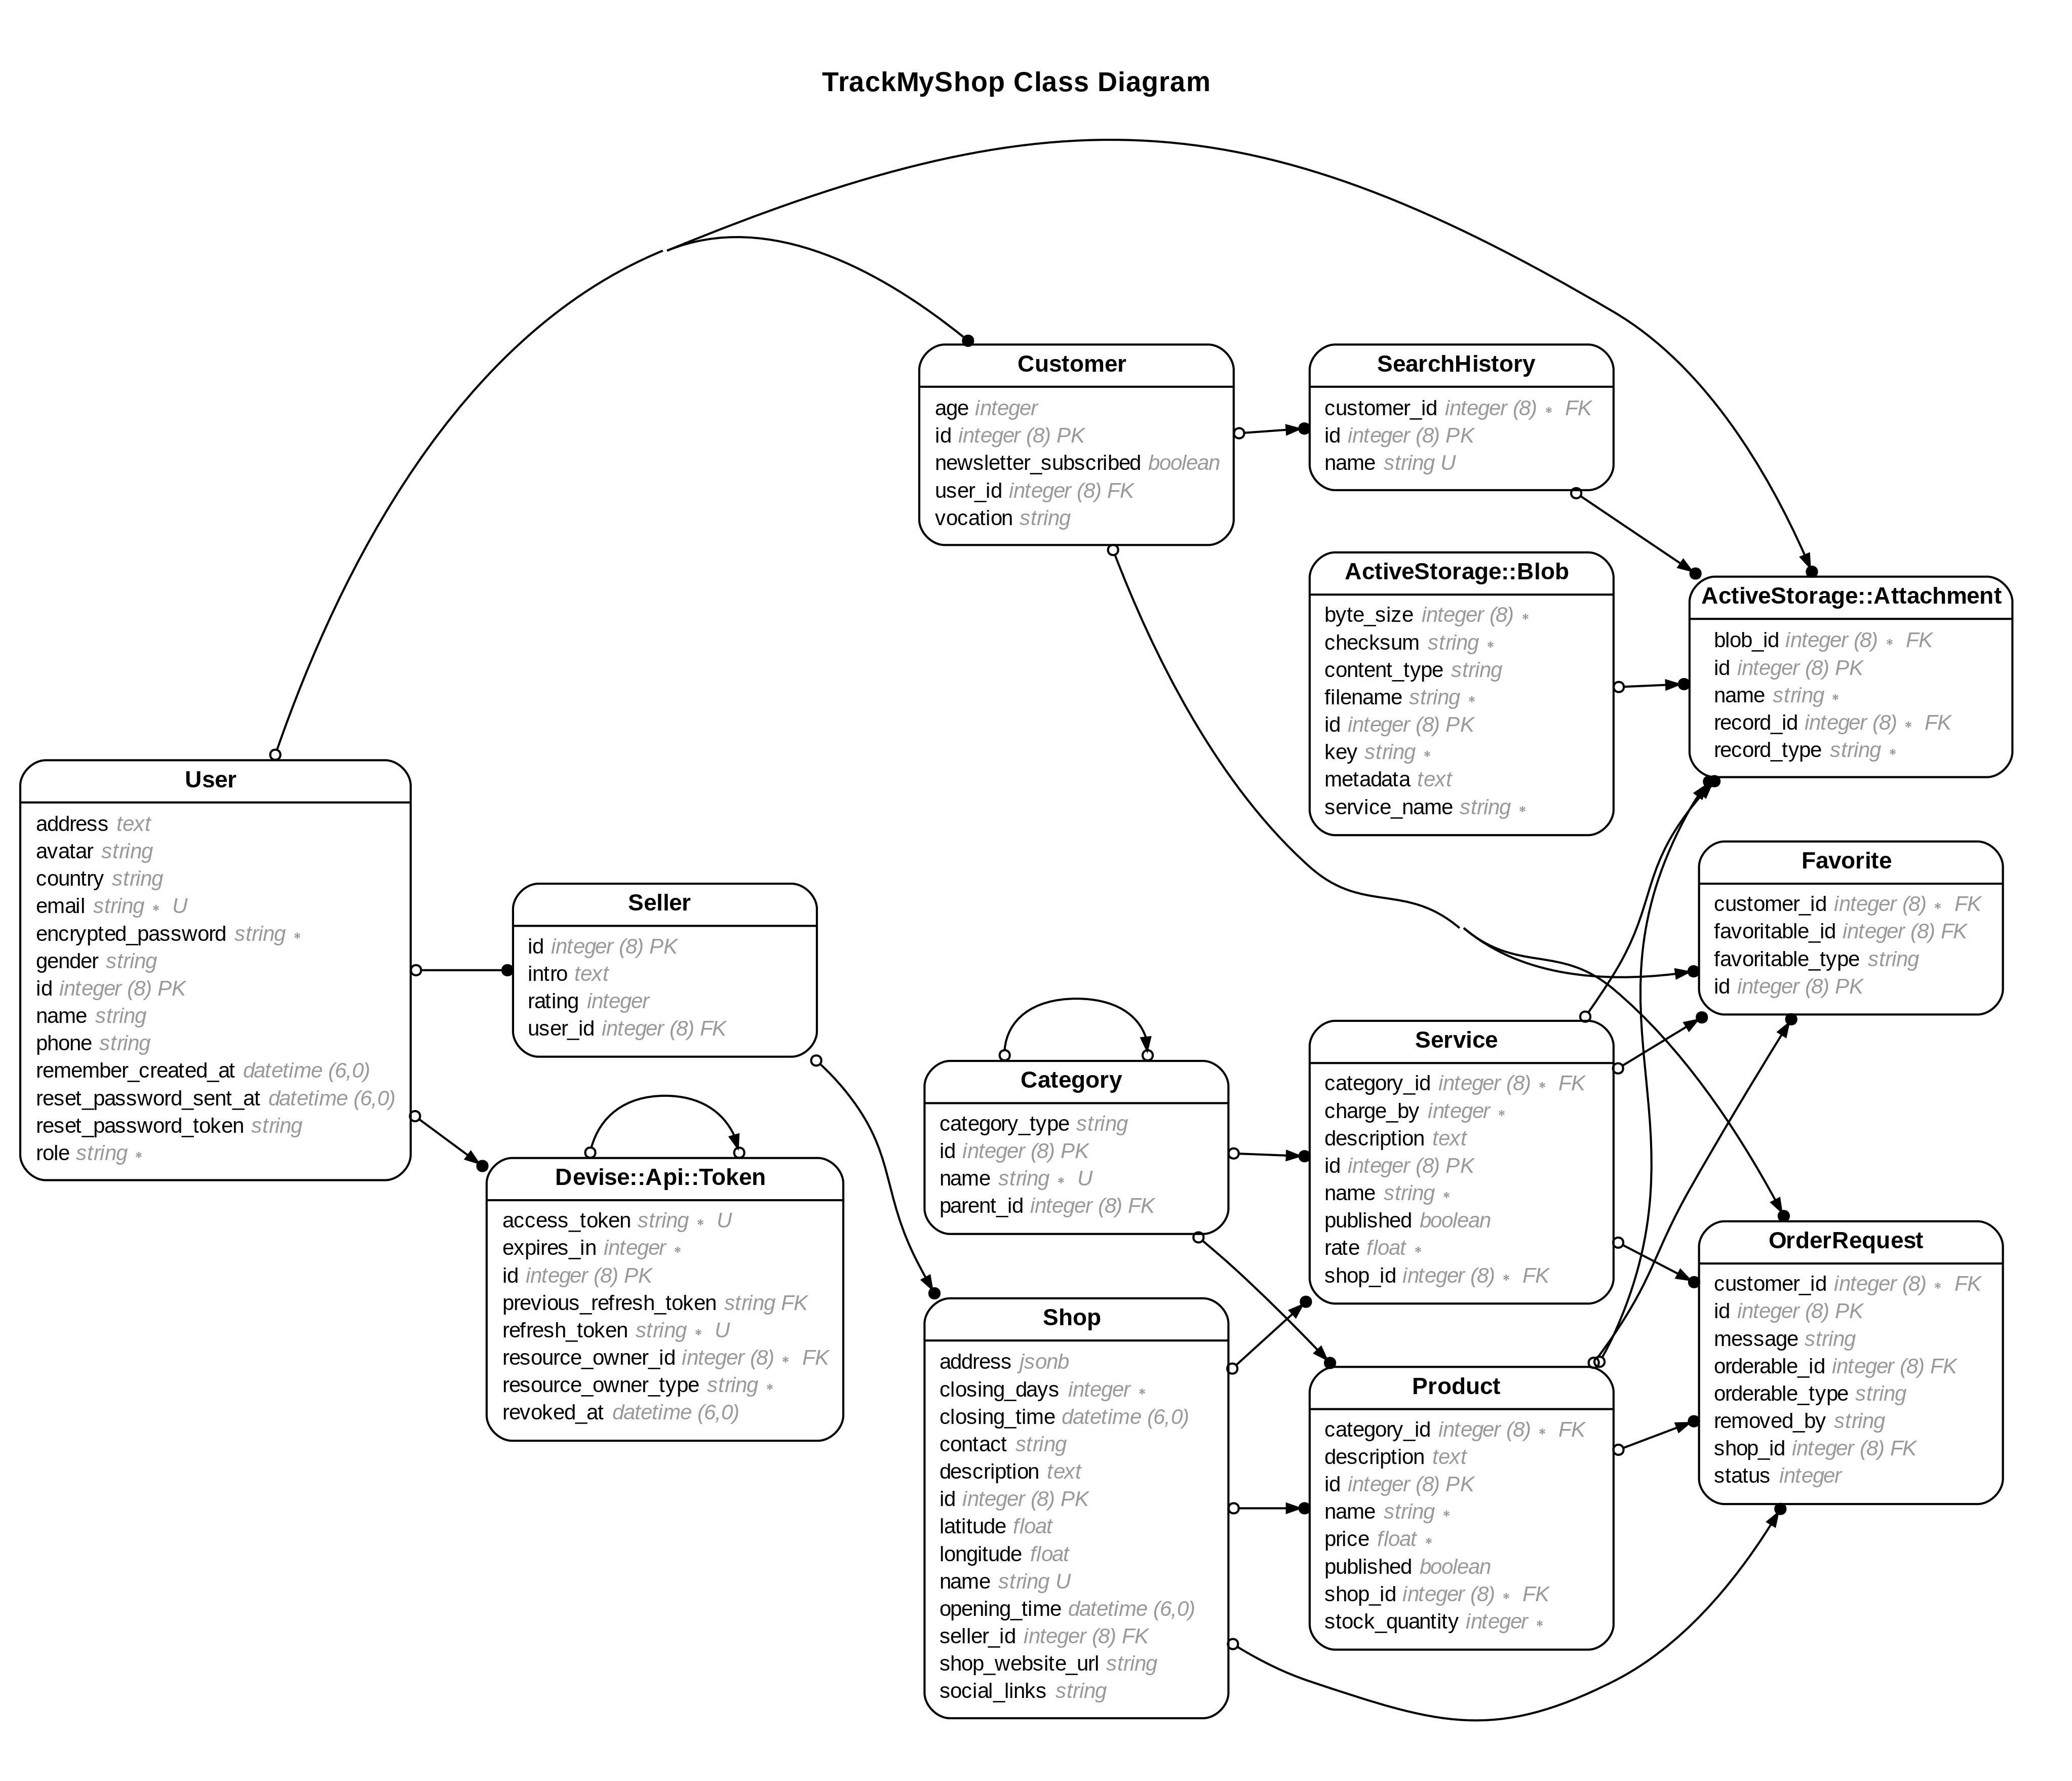 TrackMyShop Class Diagram
Customer
age integer
id integer (8) PK
newsletter_subscribed boolean
user_id integer (8) FK
vocation string
SearchHistory
customer_id integer (8) * FK
id integer (8) PK
name string U
ActiveStorage::Blob
byte_size integer (8) *
checksum string *
content_type string
filename string *
id integer (8) PK
key string *
metadata text
service_name string *
ActiveStorage::Attachment
blob_id integer (8) * FK
id integer (8) PK
name string *
record_id integer (8) * FK
record_type string *
User
address text
avatar string
country string
email string * U
encrypted_password string *
gender string
id integer (8) PK
name string
phone string
remember_created_at datetime (6,0)
reset_password_sent_at datetime (6,0)
reset_password_token string
role string *
Seller
id integer (8) PK
intro text
rating integer
user_id integer (8) FK
Devise::Api::Token
access_token string * U
expires_in integer *
id integer (8) PK
previous_refresh_token string FK
refresh_token string * U
resource_owner_id integer (8) * FK
resource_owner_type string *
revoked_at datetime (6,0)
Category
category_type string
id integer (8) PK
name string * U
parent_id integer (8) FK
Shop
address jsonb
closing_days integer *
closing_time datetime (6,0)
contact string
description text
id integer (8) PK
latitude float
longitude float
name string U
opening_time datetime (6,0)
seller_id integer (8) FK
shop_website_url string
social_links string
Service
category_id integer (8) * FK
charge_by integer *
description text
id integer (8) PK
name string *
published boolean
rate float *
shop_id integer (8) * FK
Product
category_id integer (8) * FK
description text
id integer (8) PK
name string *
price float *
published boolean
shop_id integer (8) * FK
stock_quantity integer *
Favorite
customer_id integer (8) * FK
favoritable_id integer (8) FK
favoritable_type string
id integer (8) PK
OrderRequest
customer_id integer (8) * FK
id integer (8) PK
message string
orderable_id integer (8) FK
orderable_type string
removed_by string
shop_id integer (8) FK
status integer